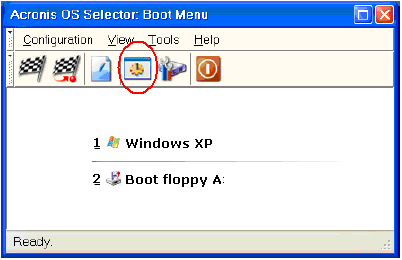 Acronis OS Selector: Boot Menu
Configuration View Tools Help
1 Windows XP
2 Boot floppy A:
Ready.